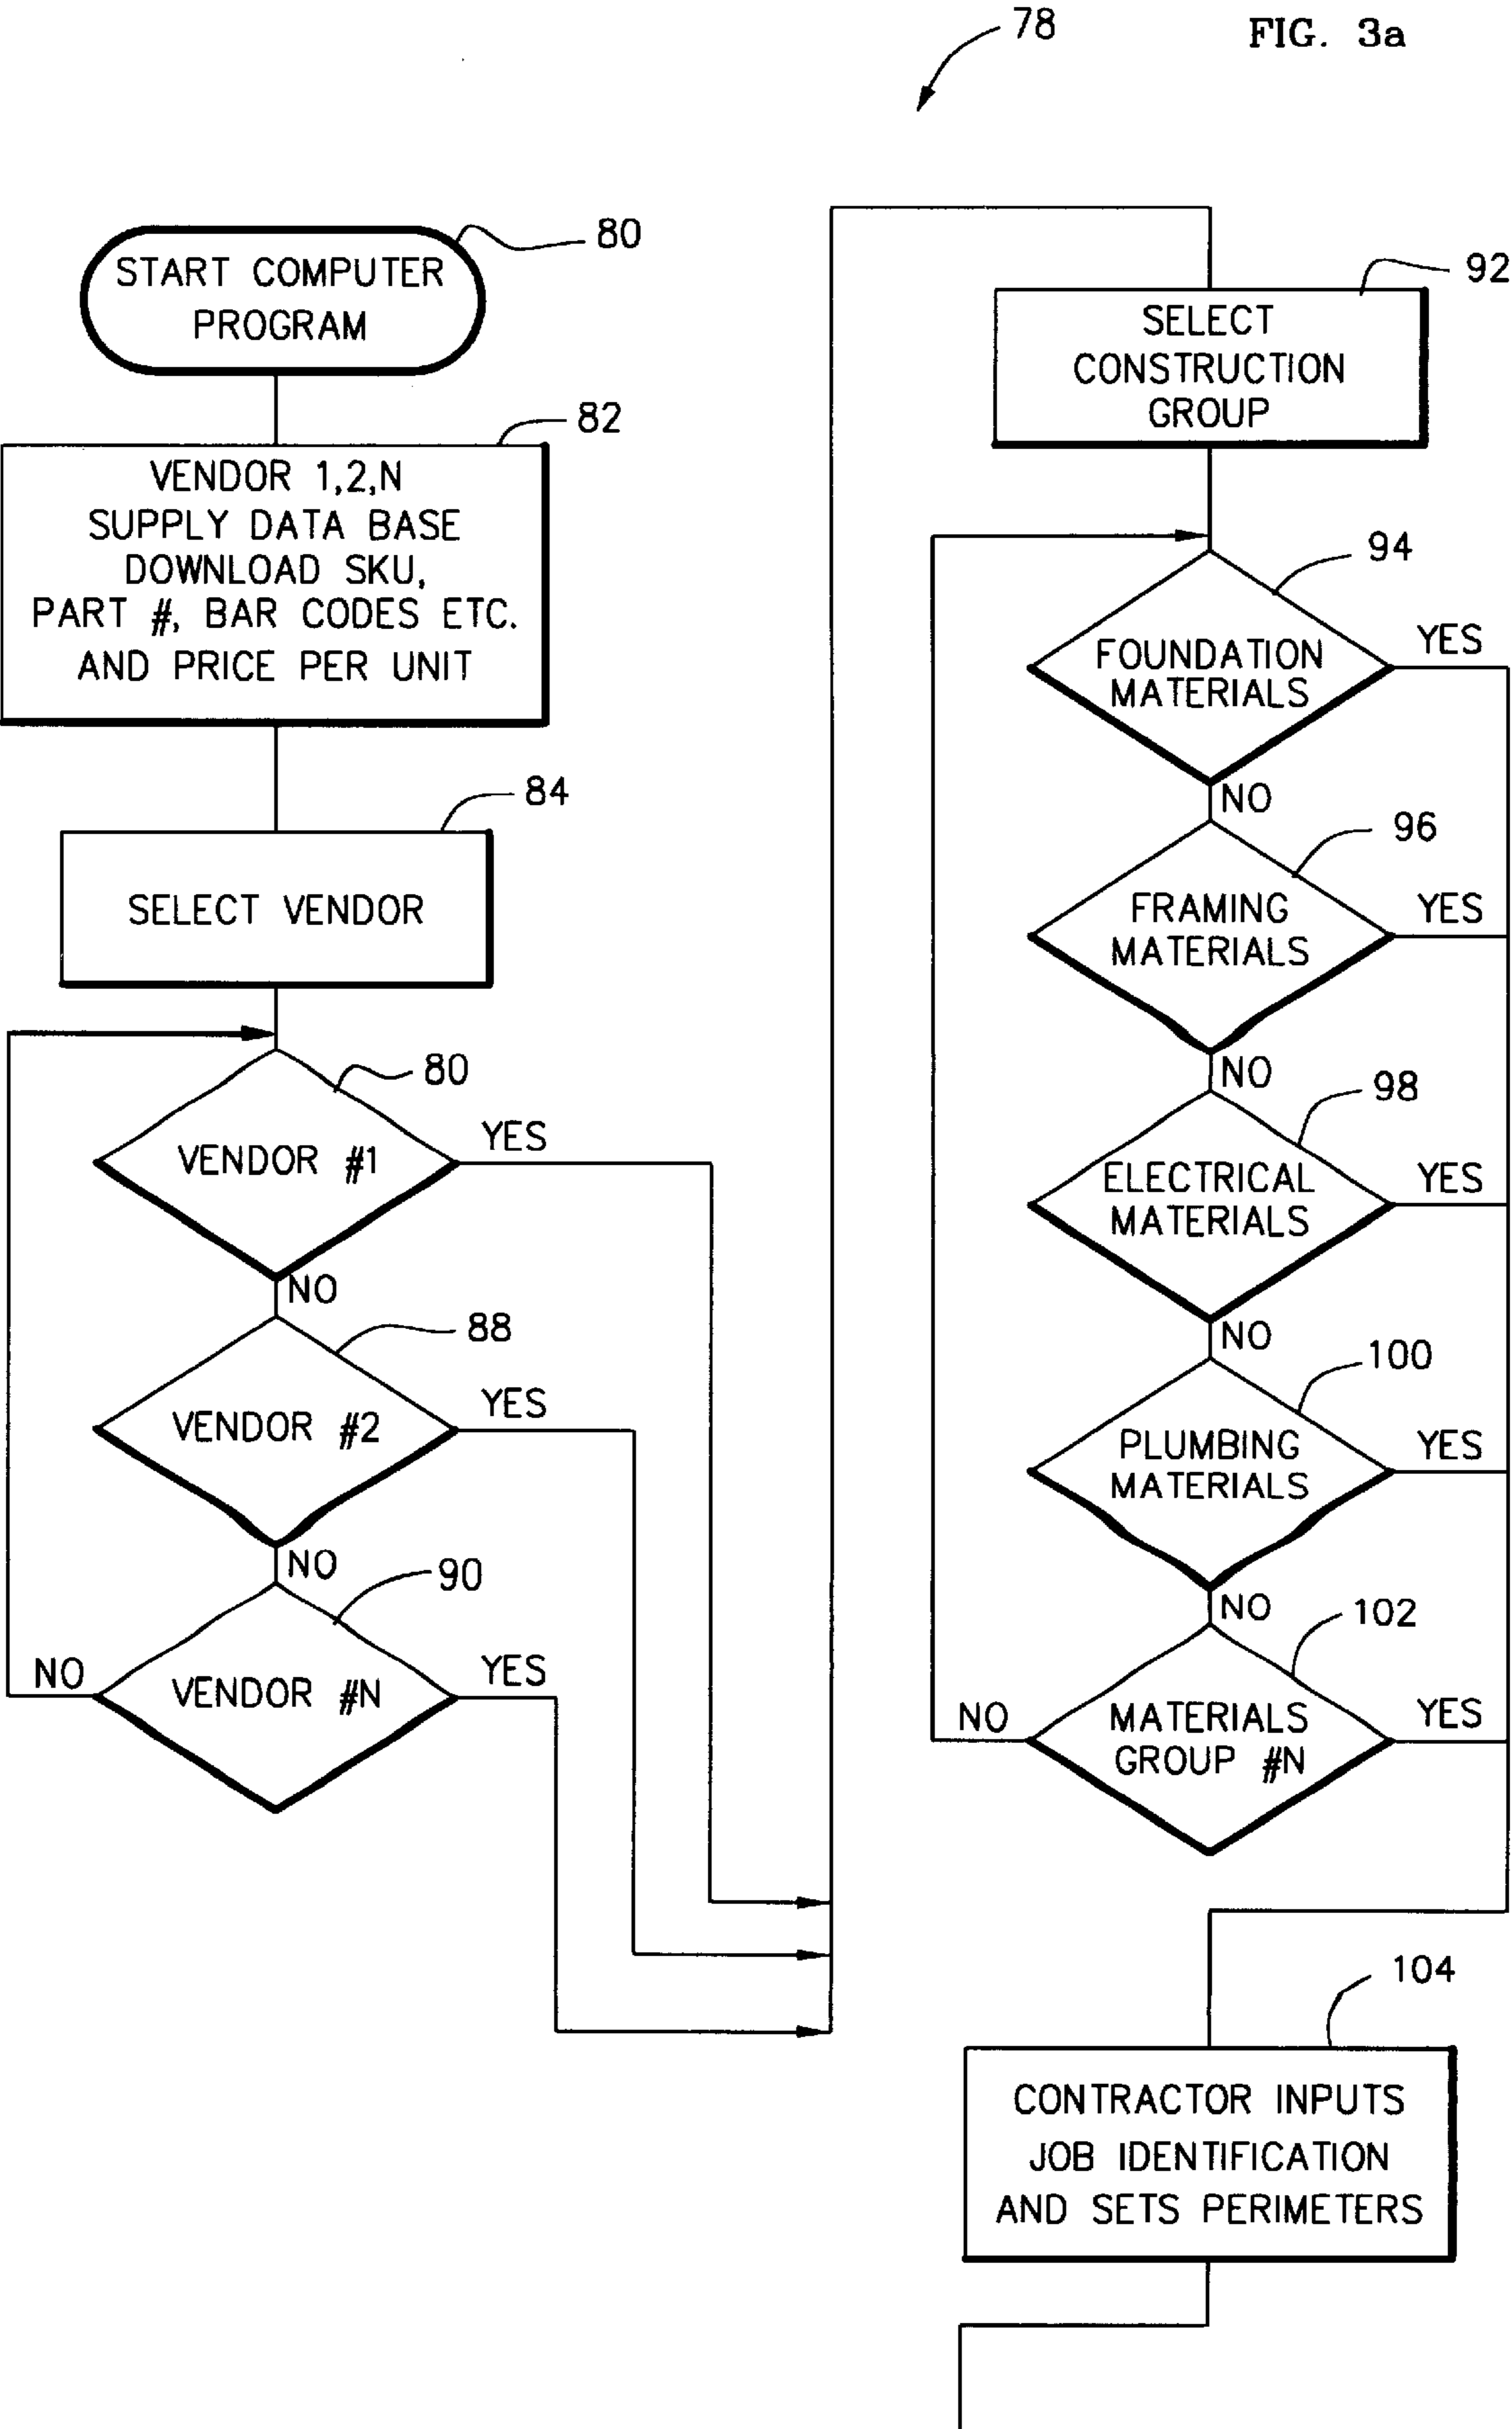 78
FIG. 3a
80
START COMPUTER
PROGRAM
82
VENDOR 1,2,N
SUPPLY DATA BASE
DOWNLOAD SKU,
PART #, BAR CODES ETC.
AND PRICE PER UNIT
84
SELECT VENDOR
80
VENDOR #1
YES
NO
88
VENDOR #2
YES
NO
90
VENDOR #N
YES
NO
92
SELECT
CONSTRUCTION
GROUP
94
FOUNDATION
MATERIALS
YES
NO
96
FRAMING
MATERIALS
YES
NO
98
ELECTRICAL
MATERIALS
YES
NO
100
PLUMBING
MATERIALS
YES
NO
102
MATERIALS
GROUP #N
YES
NO
104
CONTRACTOR INPUTS
JOB IDENTIFICATION
AND SETS PERIMETERS